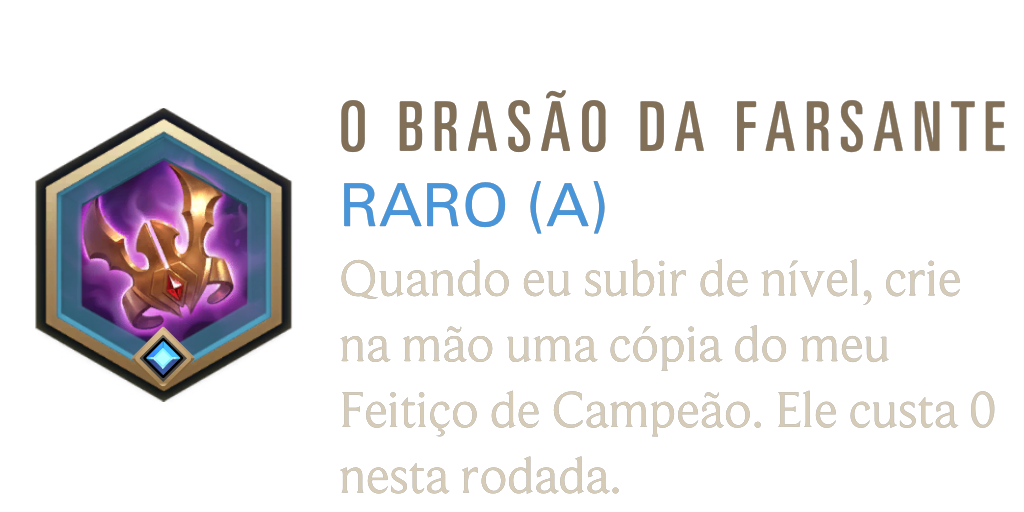 O BRASÃO DA FARSANTE
RARO (A)
Quando eu subir de nível, crie
na mão uma cópia do meu
Feitiço de Campeão. Ele custa 0
nesta rodada.